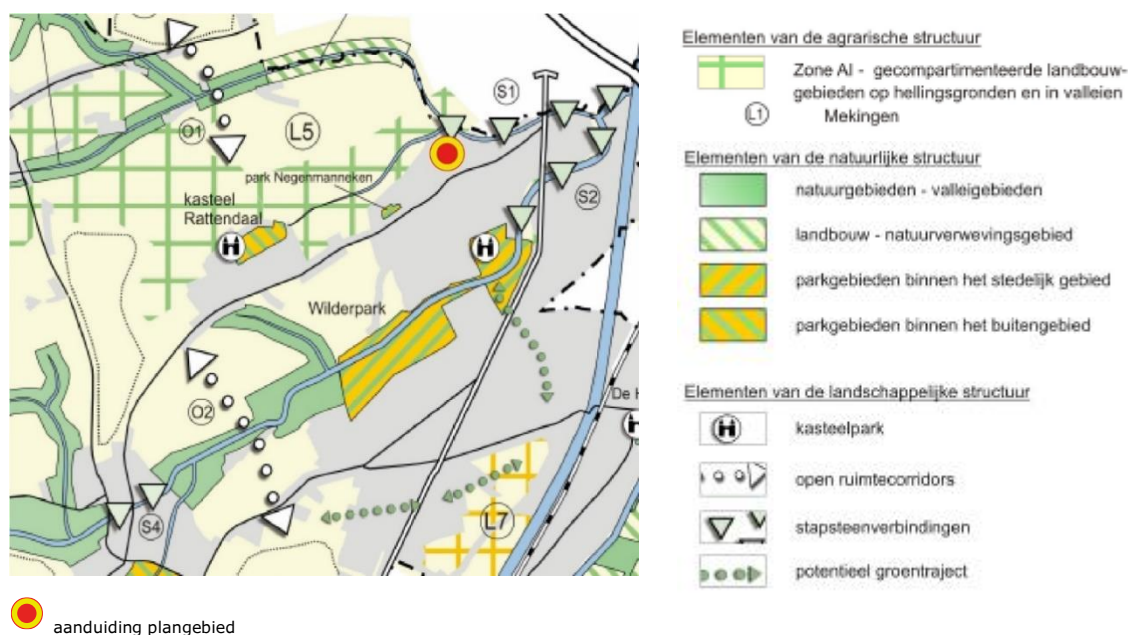 S1
O1
L5
park Negenmanneken
kasteel
Rattendaal
S2
Wilderpark
O2
De H
L7
S4
Elementen van de agrarische structuur
Zone AI - gecompartimenteerde landbouw-
gebieden op hellingsgronden en in valleien
L1
Mekingen
Elementen van de natuurlijke structuur
natuurgebieden - valleigebieden
landbouw - natuurverwevingsgebied
parkgebieden binnen het stedelijk gebied
parkgebieden binnen het buitengebied
Elementen van de landschappelijke structuur
kasteelpark
open ruimtecorridors
stapsteenverbindingen
potentieel groentraject
aanduiding plangebied